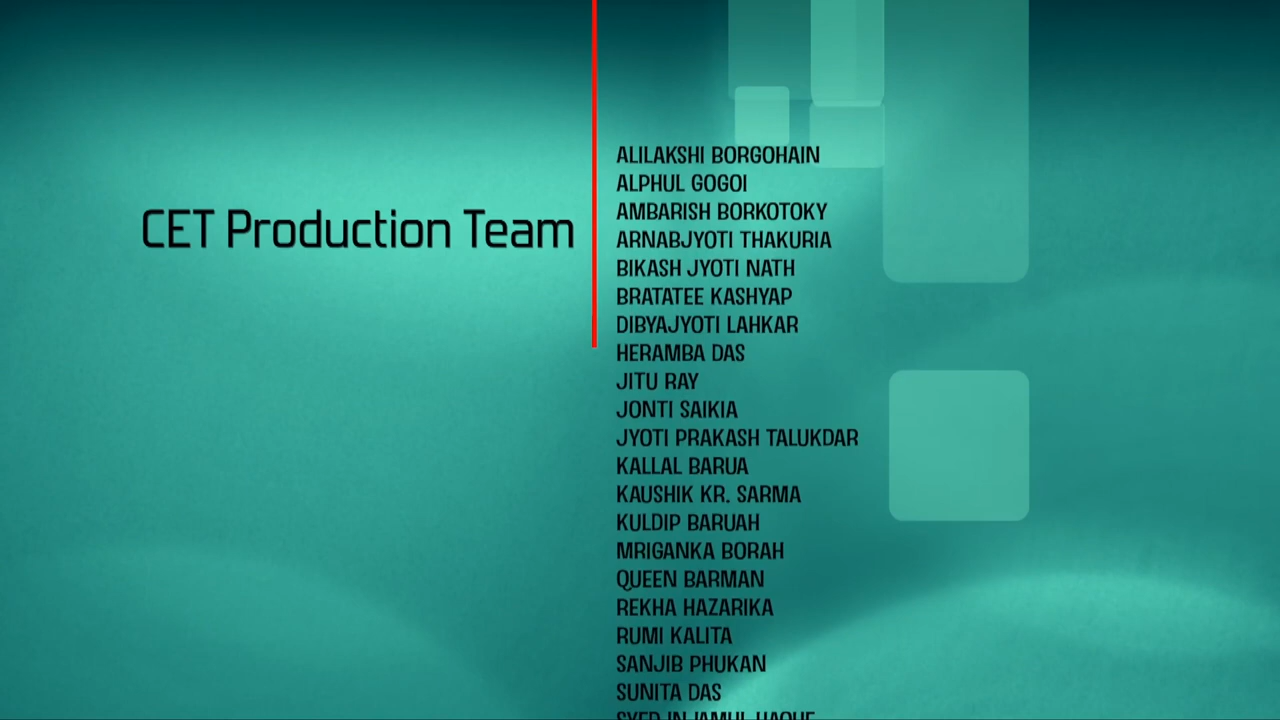 CET Production Team
ALILAKSHI BORGOHAIN
ALPHUL GOGOI
AMBARISH BORKOTOKY
ARNABJYOTI THAKURIA
BIKASH JYOTI NATH
BRATATEE KASHYAP
DIBYAJYOTI LAHKAR
HERAMBA DAS
JITU RAY
JONTI SAIKIA
JYOTI PRAKASH TALUKDAR
KALLAL BARUA
KAUSHIK KR. SARMA
KULDIP BARUAH
MRIGANKA BORAH
QUEEN BARMAN
REKHA HAZARIKA
RUMI KALITA
SANJIB PHUKAN
SUNITA DAS